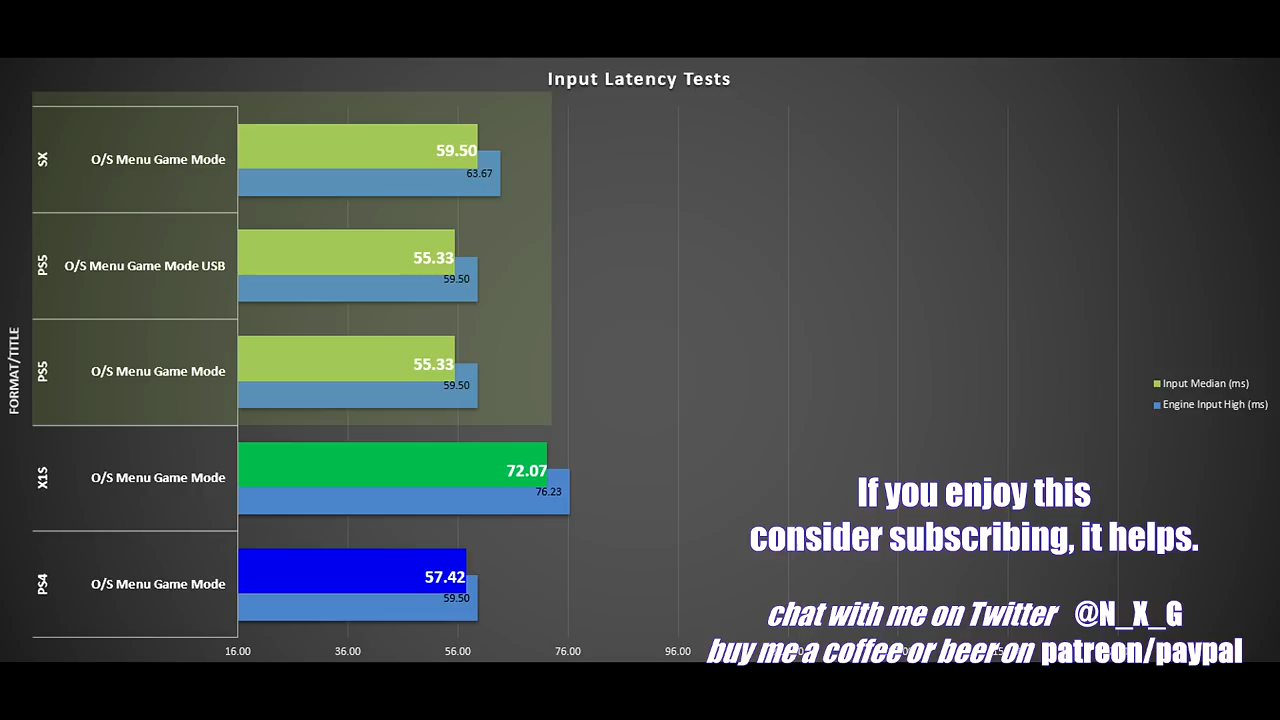 Input Latency Tests
FORMAT/TITLE
SX
O/S Menu Game Mode
59.50
63.67
PS5
O/S Menu Game Mode USB
55.33
59.50
PS5
O/S Menu Game Mode
55.33
59.50
X1S
O/S Menu Game Mode
72.07
76.23
PS4
O/S Menu Game Mode
57.42
59.50
Input Median (ms)
Engine Input High (ms)
If you enjoy this
consider subscribing, it helps.
chat with me on Twitter @N_X_G
buy me a coffee or beer on patreon/paypal
16.00 36.00 56.00 76.00 96.00